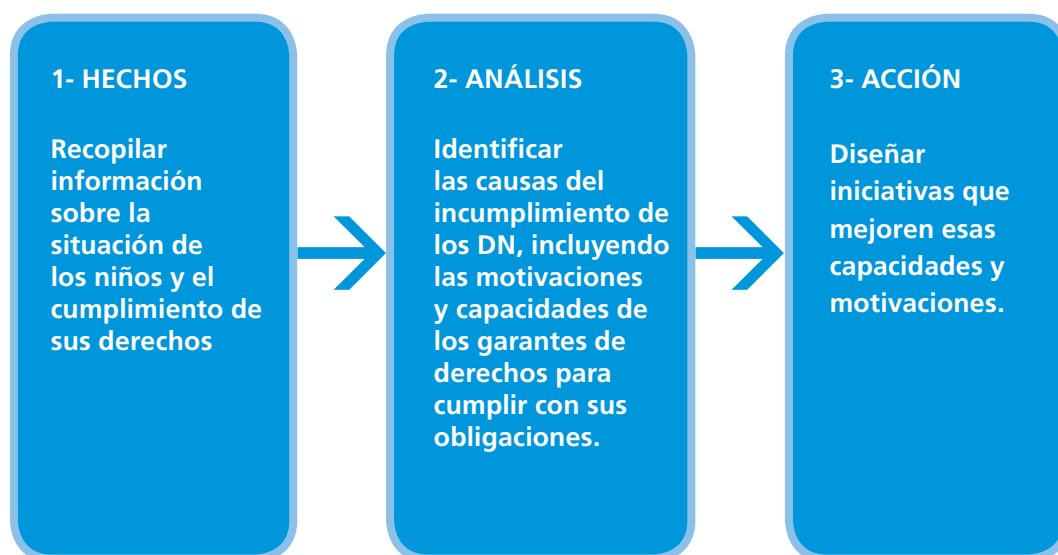 1- HECHOS
Recopilar
información
sobre la
situación de
los niños y el
cumplimiento de
sus derechos
2- ANÁLISIS
Identificar
las causas del
incumplimiento de
los DN, incluyendo
las motivaciones
y capacidades de
los garantes de
derechos para
cumplir con sus
obligaciones.
3- ACCIÓN
Diseñar
iniciativas que
mejoren esas
capacidades y
motivaciones.